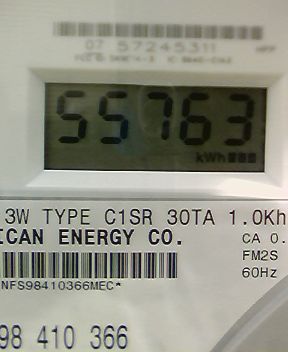 07 57245311
55763
kWh
3W TYPE C1SR 30TA 1.0Kh
ICAN ENERGY CO.
CA 0.
FM2S
60Hz
NFS98410366MEC*
98 410 366